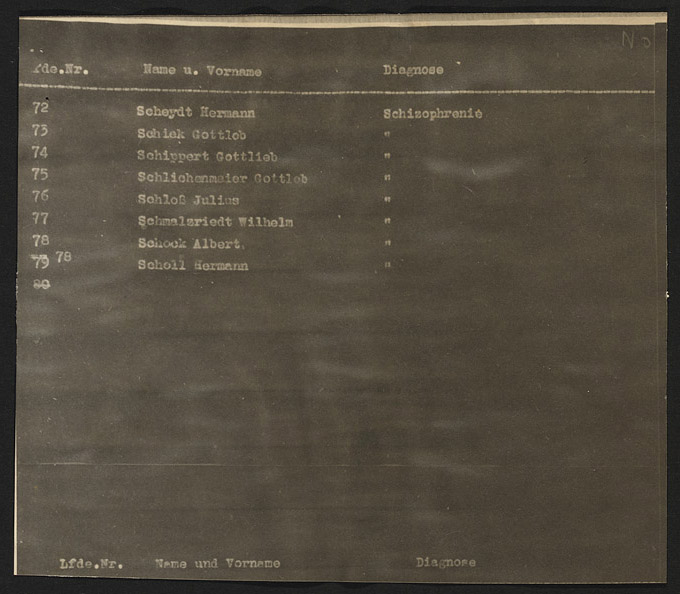 Lfde.Nr. Name u. Vorname Diagnose
72 Scheydt Hermann Schizophrenie
73 Schiek Gottlob "
74 Schippert Gottlieb "
75 Schlichenmaier Gottlob "
76 Schloß Julius "
77 Schmalzriedt Wilhelm "
78 Schock Albert "
79 78 Scholl Hermann "
80
Lfde.Nr. Name und Vorname Diagnose